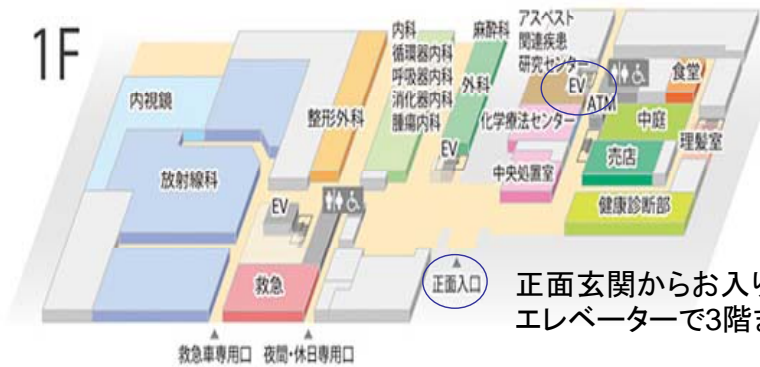 1F
内視鏡
放射線科
整形外科
内科
循環器内科
呼吸器内科
消化器内科
腫瘍内科
麻酔科
外科
EV
アスベスト
関連疾患
研究センター
EV
ATM
化学療法センター
中央処置室
食堂
中庭
売店
理髪室
健康診断部
EV
救急
正面入口
救急車専用口
夜間・休日専用口
正面玄関からお入り
エレベーターで3階ま